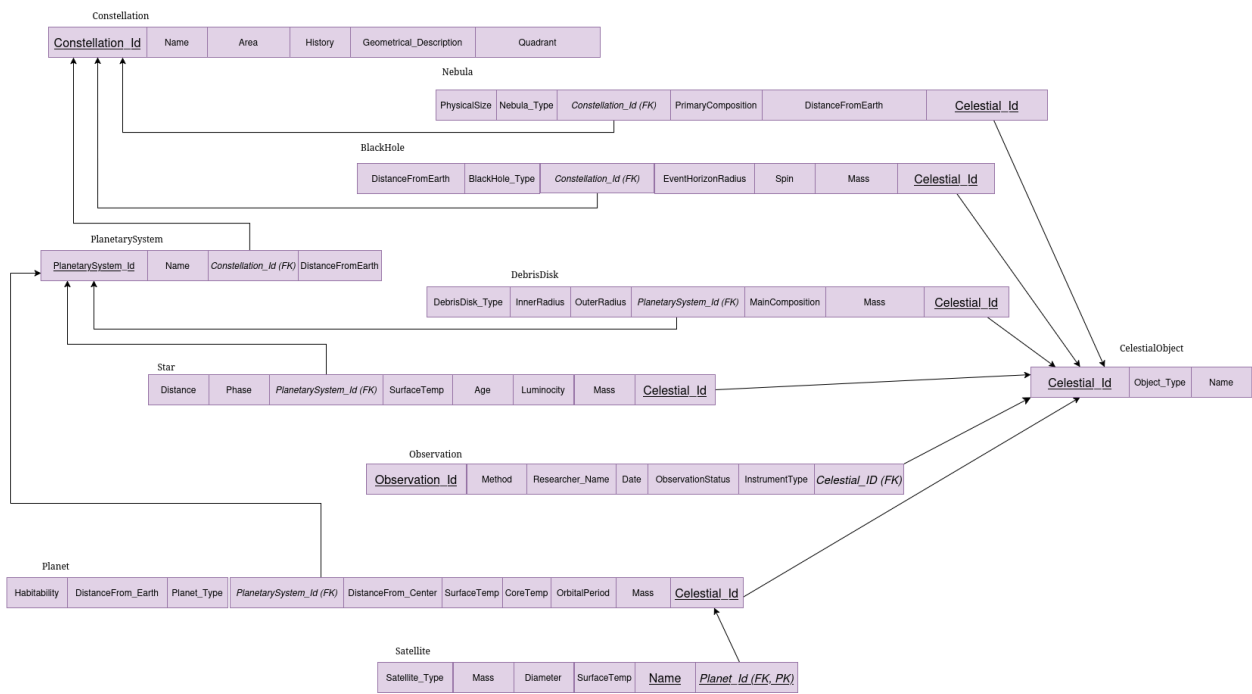 Constellation
Constellation_Id Name Area History Geometrical_Description Quadrant
Nebula
PhysicalSize Nebula_Type Constellation_Id (FK) PrimaryComposition DistanceFromEarth Celestial_Id
BlackHole
DistanceFromEarth BlackHole_Type Constellation_Id (FK) EventHorizonRadius Spin Mass Celestial_Id
PlanetarySystem
PlanetarySystem_Id Name Constellation_Id (FK) DistanceFromEarth
DebrisDisk
DebrisDisk_Type InnerRadius OuterRadius PlanetarySystem_Id (FK) MainComposition Mass Celestial_Id
CelestialObject
Celestial_Id Object_Type Name
Star
Distance Phase PlanetarySystem_Id (FK) SurfaceTemp Age Luminocity Mass Celestial_Id
Observation
Observation_Id Method Researcher_Name Date ObservationStatus InstrumentType Celestial_ID (FK)
Planet
Habitability DistanceFrom_Earth Planet_Type PlanetarySystem_Id (FK) DistanceFrom_Center SurfaceTemp CoreTemp OrbitalPeriod Mass Celestial_Id
Satellite
Satellite_Type Mass Diameter SurfaceTemp Name Planet_Id (FK, PK)